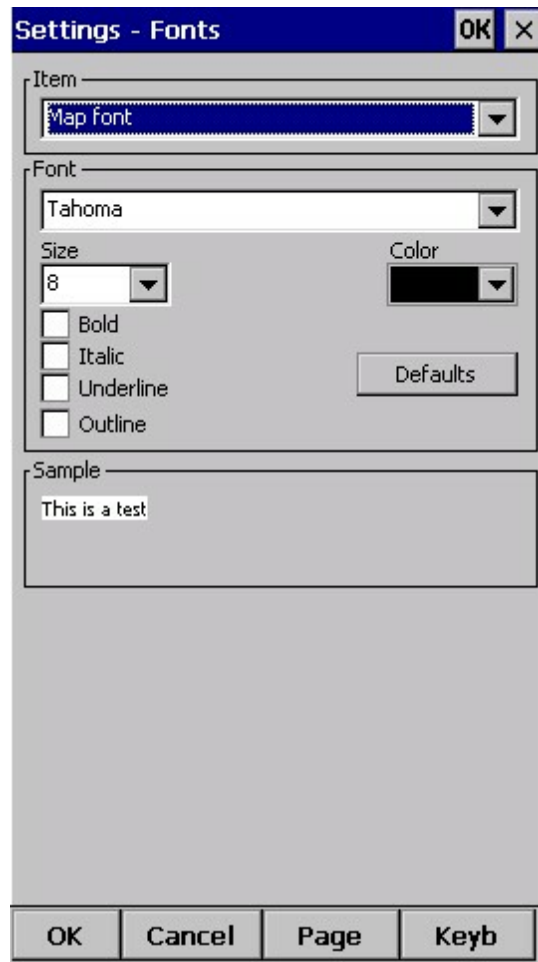 Settings - Fonts OK
Item
Map font
Font
Tahoma
Size Color
8
Bold
Italic
Underline
Defaults
Outline
Sample
This is a test
OK Cancel Page Keyb